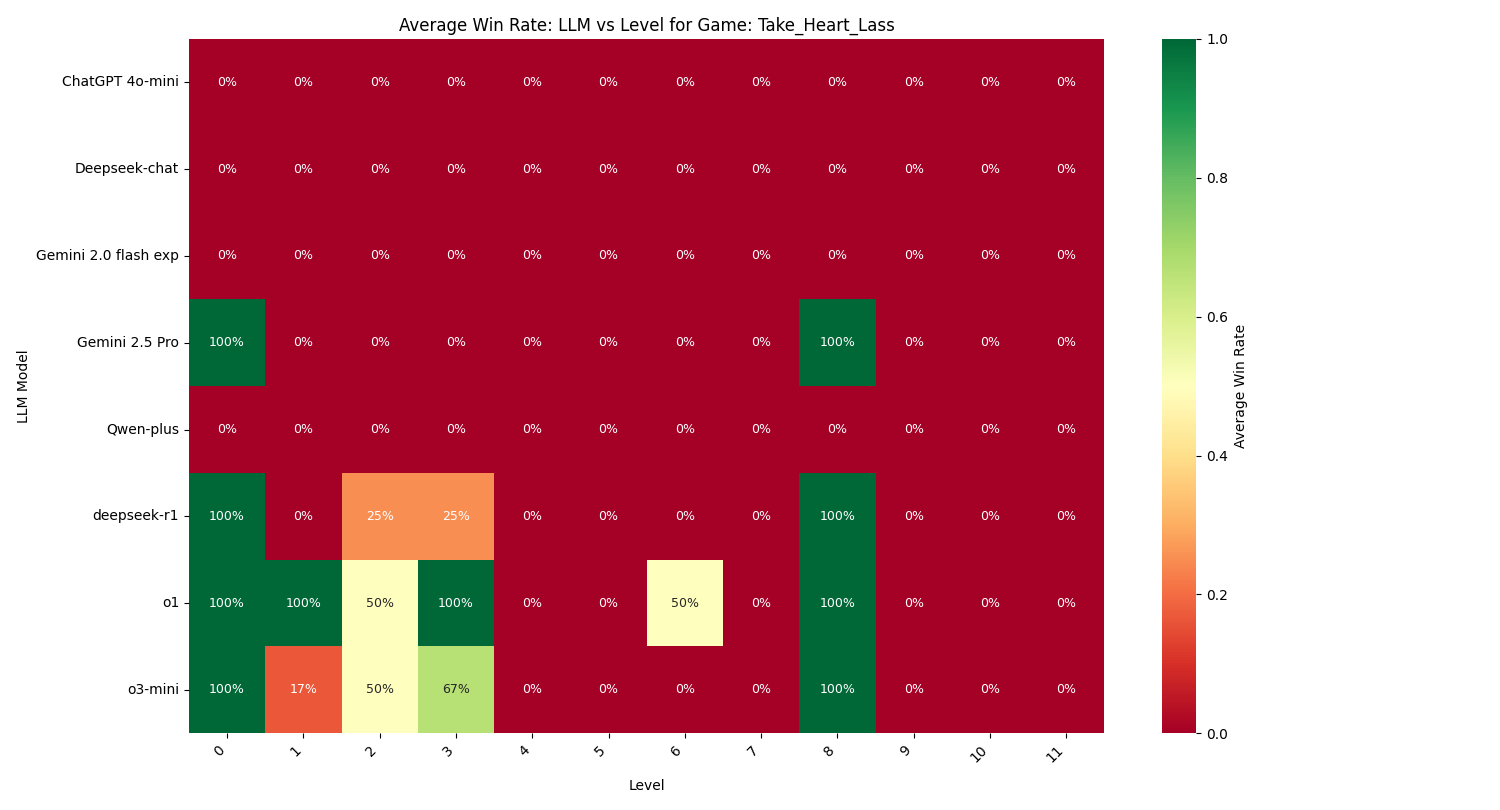 Average Win Rate: LLM vs Level for Game: Take_Heart_Lass
LLM Model
ChatGPT 4o-mini 0% 0% 0% 0% 0% 0% 0% 0% 0% 0% 0% 0%
Deepseek-chat 0% 0% 0% 0% 0% 0% 0% 0% 0% 0% 0% 0%
Gemini 2.0 flash exp 0% 0% 0% 0% 0% 0% 0% 0% 0% 0% 0% 0%
Gemini 2.5 Pro 100% 0% 0% 0% 0% 0% 0% 0% 100% 0% 0% 0%
Qwen-plus 0% 0% 0% 0% 0% 0% 0% 0% 0% 0% 0% 0%
deepseek-r1 100% 0% 25% 25% 0% 0% 0% 0% 100% 0% 0% 0%
o1 100% 100% 50% 100% 0% 0% 50% 0% 100% 0% 0% 0%
o3-mini 100% 17% 50% 67% 0% 0% 0% 0% 100% 0% 0% 0%
0 1 2 3 4 5 6 7 8 9 10 11
Level
1.0
0.8
0.6
0.4
0.2
0.0
Average Win Rate